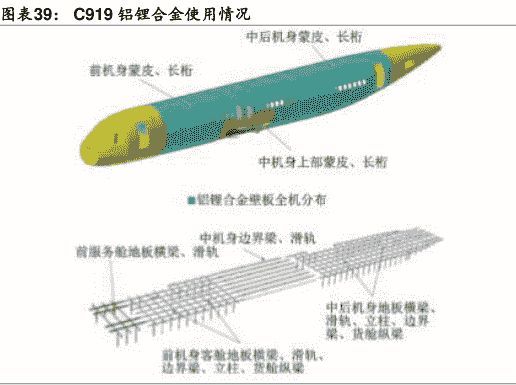 图表39： C919 铝锂合金使用情况
中后机身蒙皮、长桁
前机身蒙皮、长桁
中机身上部蒙皮、长桁
铝锂合金壁板全机分布
中机身边界梁、滑轨
前服务舱地板横梁、滑轨
中后机身地板横梁、
滑轨、立柱、边界
梁、货舱纵梁
前机身客舱地板横梁、滑轨、
边界梁、立柱、货舱纵梁